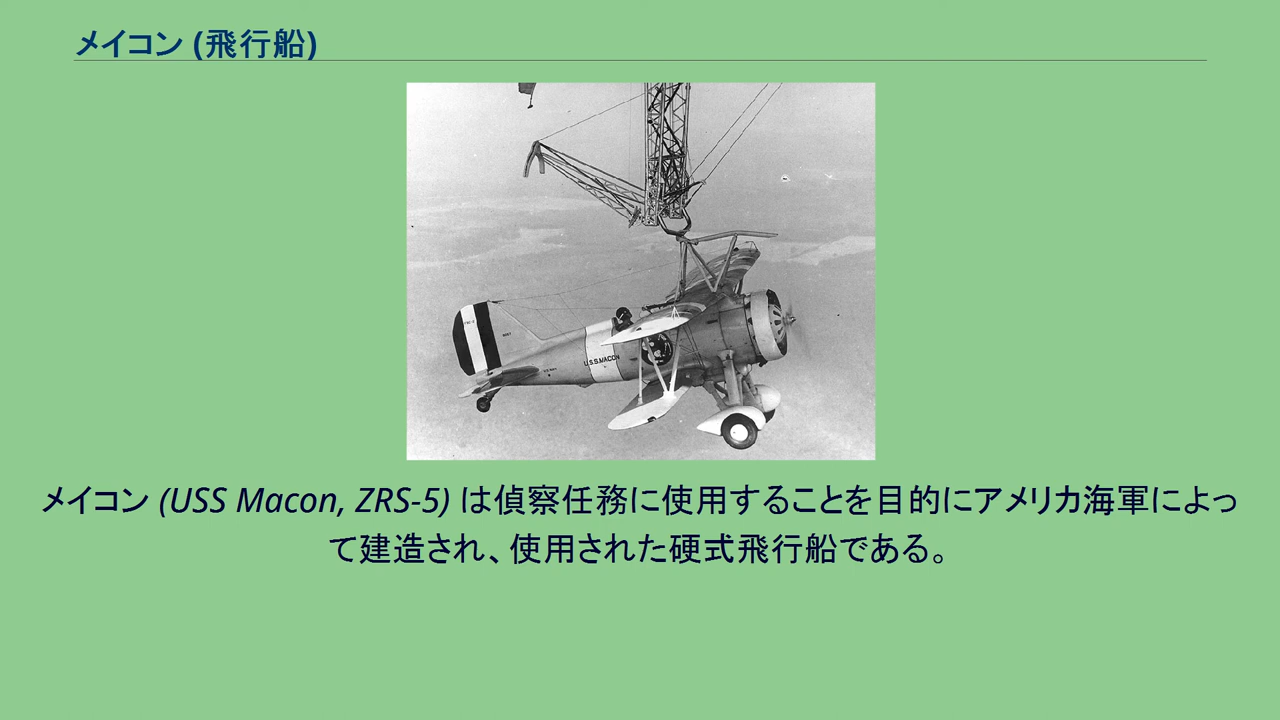 メイコン (飛行船)
U.S.S.MACON
メイコン (USS Macon, ZRS-5) は偵察任務に使用することを目的にアメリカ海軍によっ
て建造され、使用された硬式飛行船である。